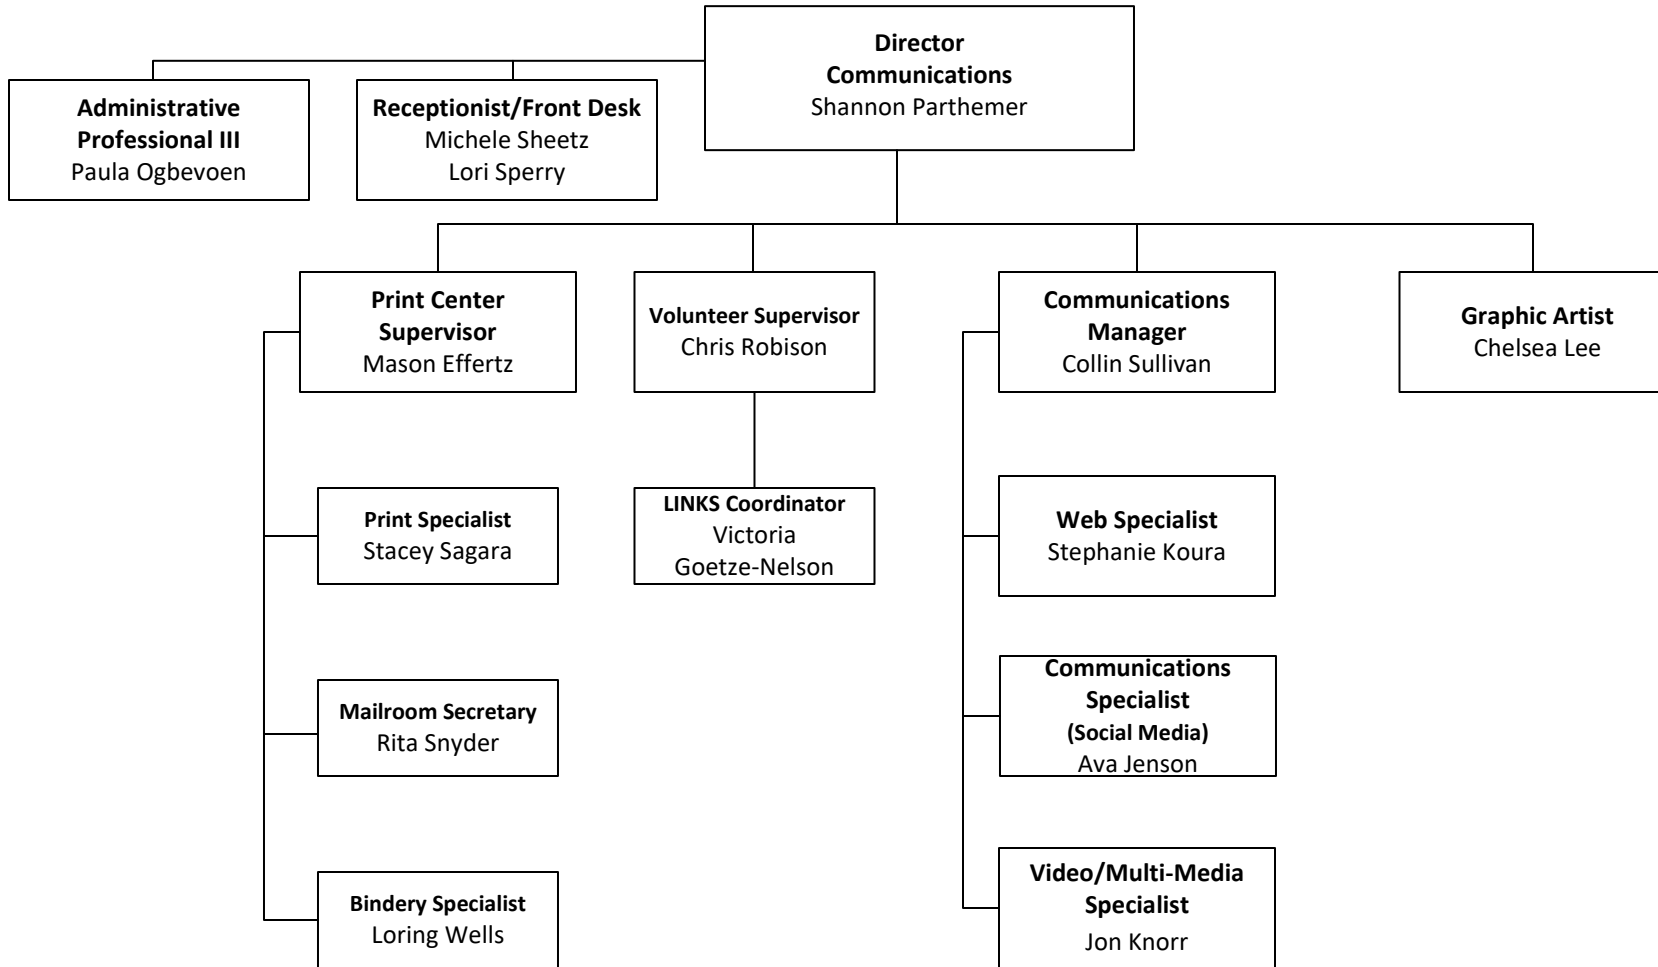 Director
Communications
Shannon Parthemer
Administrative
Professional III
Paula Ogbevoen
Receptionist/Front Desk
Michele Sheetz
Lori Sperry
Print Center
Supervisor
Mason Effertz
Volunteer Supervisor
Chris Robison
Communications
Manager
Collin Sullivan
Graphic Artist
Chelsea Lee
Print Specialist
Stacey Sagara
LINKS Coordinator
Victoria
Goetze-Nelson
Web Specialist
Stephanie Koura
Mailroom Secretary
Rita Snyder
Communications
Specialist
(Social Media)
Ava Jenson
Bindery Specialist
Loring Wells
Video/Multi-Media
Specialist
Jon Knorr